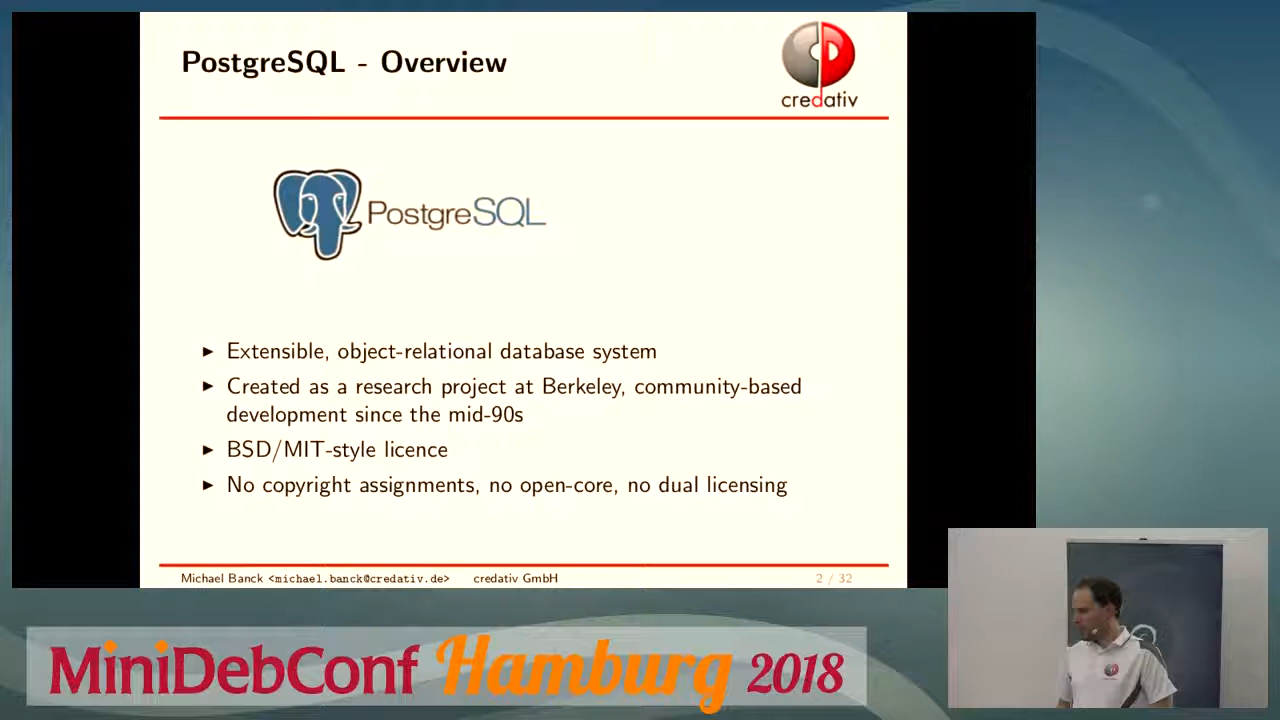 PostgreSQL - Overview
credativ
PostgreSQL
▶ Extensible, object-relational database system
▶ Created as a research project at Berkeley, community-based
development since the mid-90s
▶ BSD/MIT-style licence
▶ No copyright assignments, no open-core, no dual licensing
Michael Banck <michael.banck@credativ.de> credativ GmbH 2 / 32
MiniDebConf Hamburg 2018